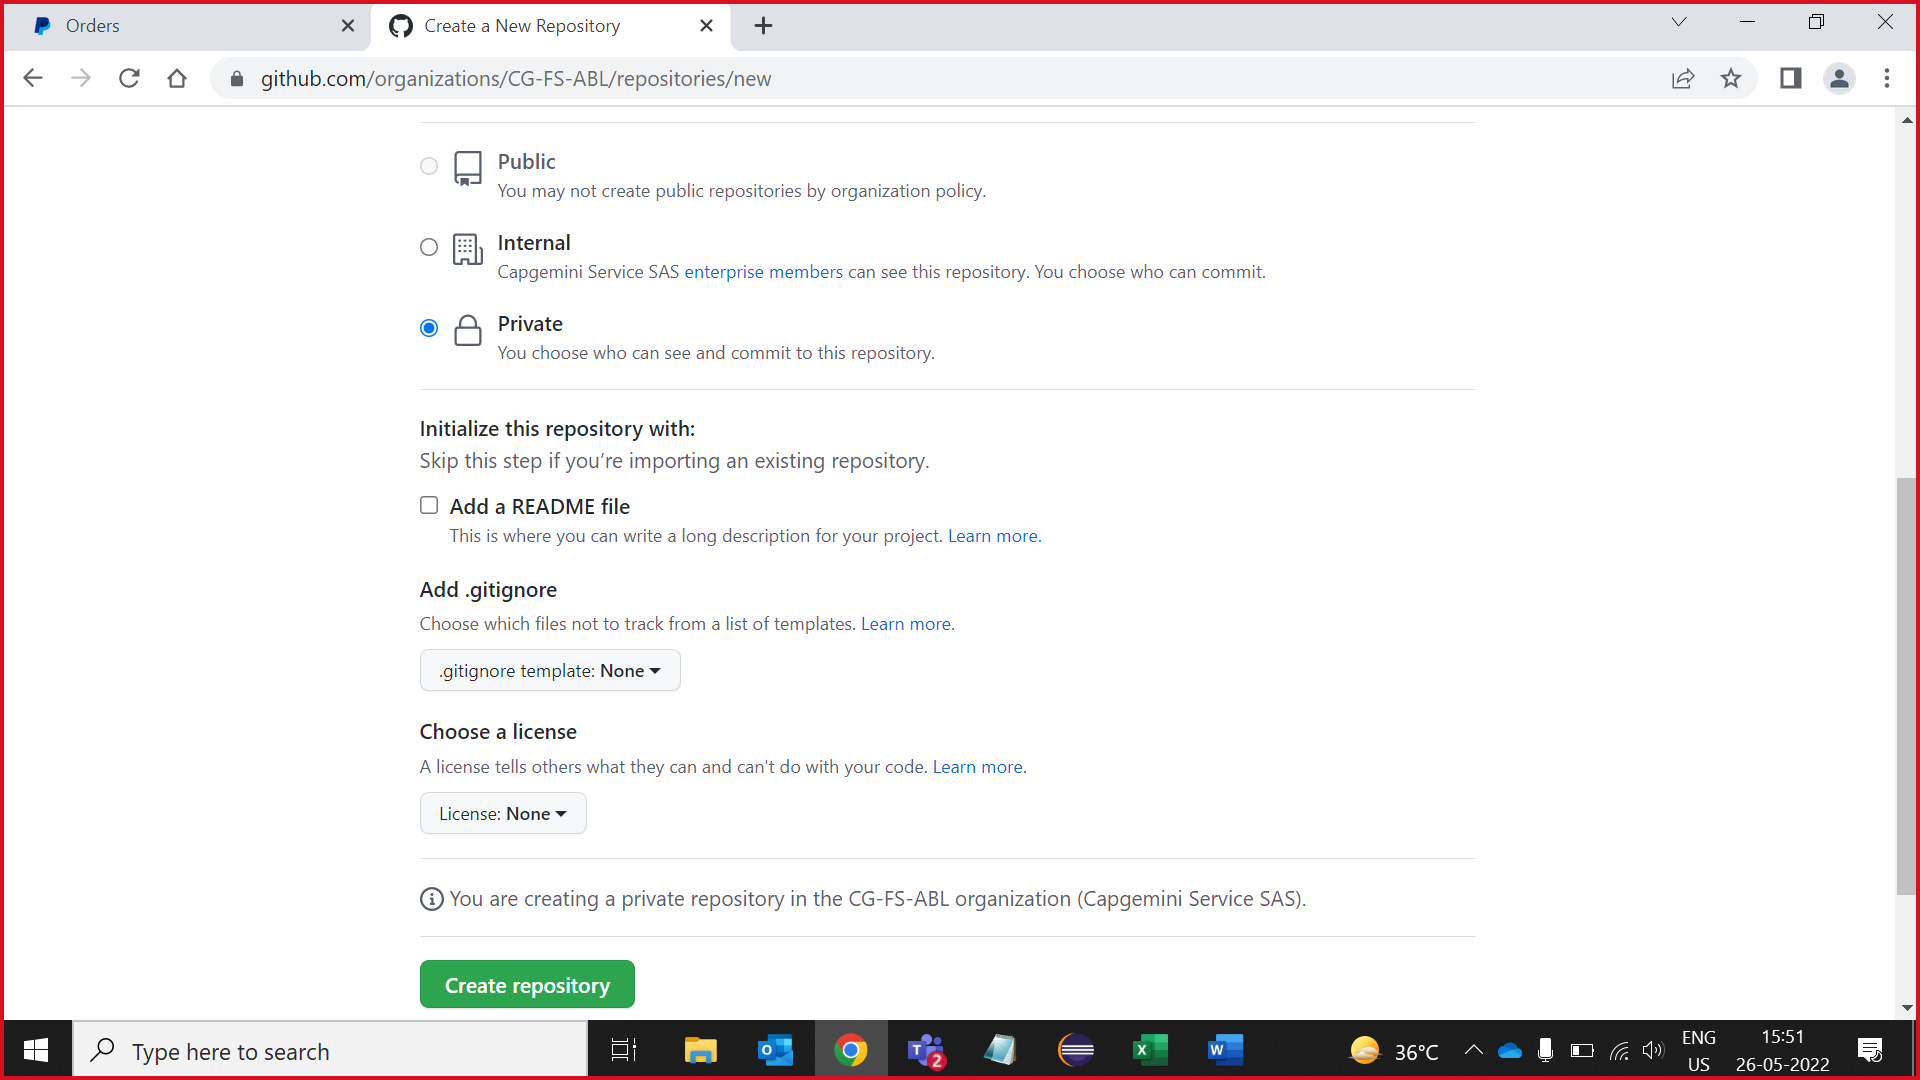 Orders
Create a New Repository
github.com/organizations/CG-FS-ABL/repositories/new
Public
You may not create public repositories by organization policy.
Internal
Capgemini Service SAS enterprise members can see this repository. You choose who can commit.
Private
You choose who can see and commit to this repository.
Initialize this repository with:
Skip this step if you’re importing an existing repository.
Add a README file
This is where you can write a long description for your project. Learn more.
Add .gitignore
Choose which files not to track from a list of templates. Learn more.
.gitignore template: None
Choose a license
A license tells others what they can and can't do with your code. Learn more.
License: None
You are creating a private repository in the CG-FS-ABL organization (Capgemini Service SAS).
Create repository
Type here to search
36°C
ENG
US
15:51
26-05-2022
2